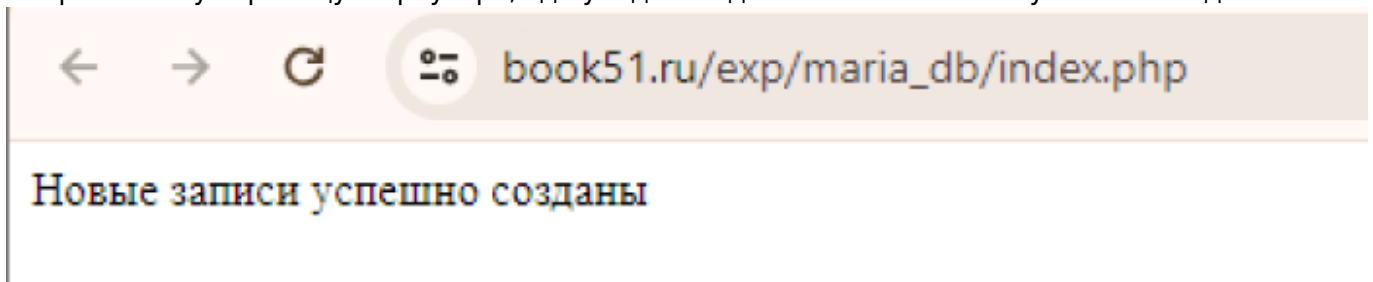 book51.ru/exp/maria_db/index.php
Новые записи успешно созданы